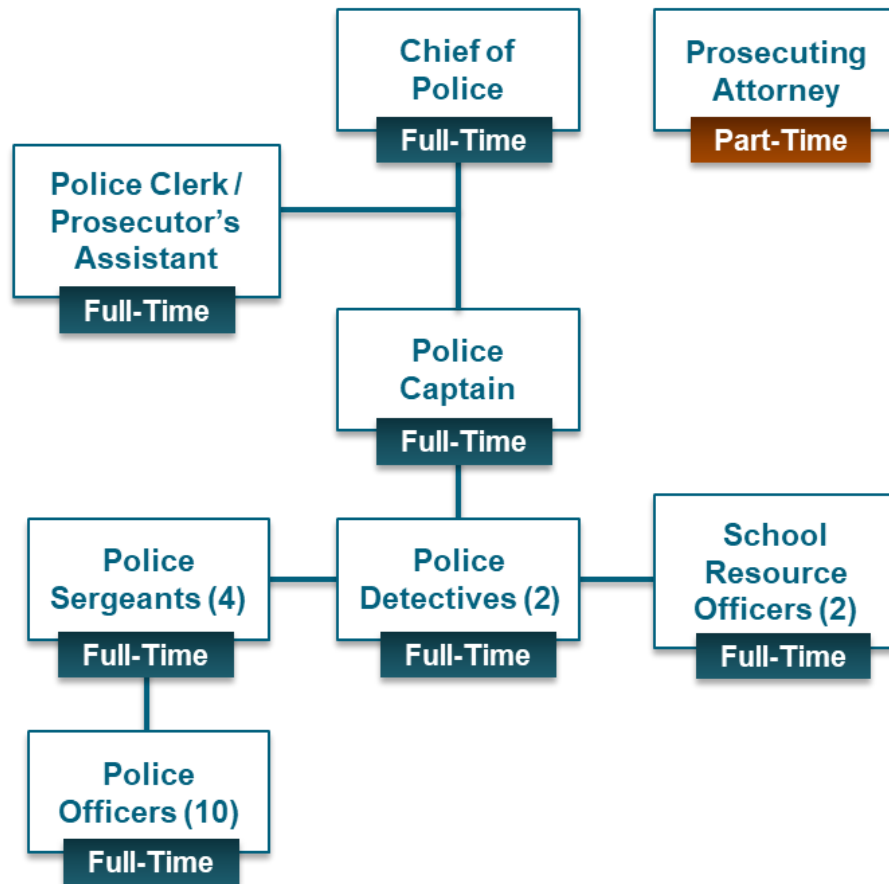 Chief of
Police
Full-Time
Prosecuting
Attorney
Part-Time
Police Clerk /
Prosecutor’s
Assistant
Full-Time
Police
Captain
Full-Time
Police
Sergeants (4)
Full-Time
Police
Detectives (2)
Full-Time
School
Resource
Officers (2)
Full-Time
Police
Officers (10)
Full-Time